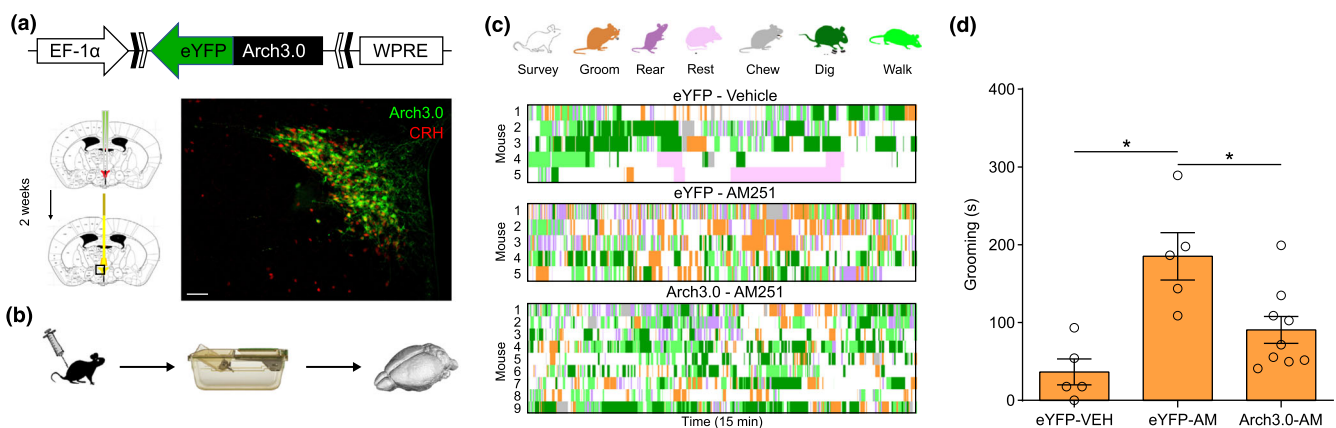 (a)
EF-1α
eYFP
Arch3.0
WPRE
2 weeks
Arch3.0
CRH
(b)
(c)
Survey
Groom
Rear
Rest
Chew
Dig
Walk
eYFP - Vehicle
Mouse
1
2
3
4
5
eYFP - AM251
Mouse
1
2
3
4
5
Arch3.0 - AM251
Mouse
1
2
3
4
5
6
7
8
9
Time (15 min)
(d)
Grooming (s)
400
300
200
100
0
*
*
eYFP-VEH
eYFP-AM
Arch3.0-AM